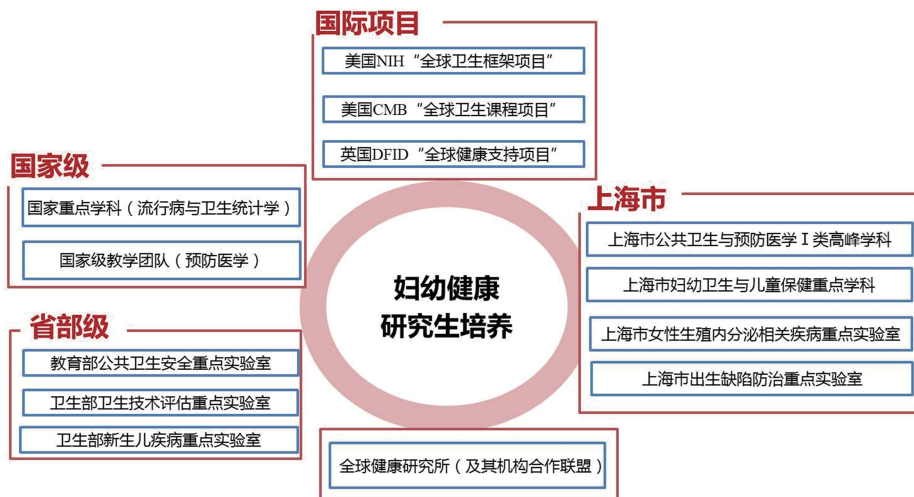 国际项目
美国NIH“全球卫生框架项目”
美国CMB“全球卫生课程项目”
英国DFID“全球健康支持项目”
国家级
国家重点学科（流行病与卫生统计学）
国家级教学团队（预防医学）
上海市
上海市公共卫生与预防医学Ⅰ类高峰学科
上海市妇幼卫生与儿童保健重点学科
上海市女性生殖内分泌相关疾病重点实验室
上海市出生缺陷防治重点实验室
妇幼健康
研究生培养
省部级
教育部公共卫生安全重点实验室
卫生部卫生技术评估重点实验室
卫生部新生儿疾病重点实验室
全球健康研究所（及其机构合作联盟）